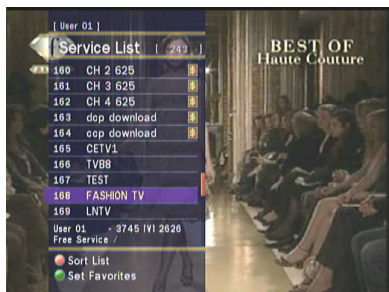 [ User 01 ]
Service List [ 243 ]
BEST OF
Haute Couture
160 CH 2 625 $
161 CH 3 625 $
162 CH 4 625 $
163 dcp download $
164 ccp download $
165 CETV1
166 TVB8
167 TEST
168 FASHION TV
169 LNTV
User 01 - 3745 [V] 2626
Free Service /
Sort List
Set Favorites